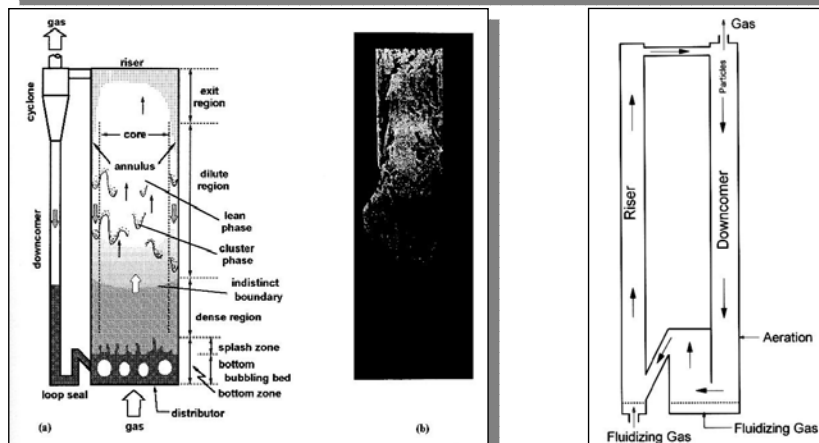 gas
riser
exit
region
cyclone
core
annulus
dilute
region
lean
phase
cluster
phase
downcomer
indistinct
boundary
dense region
splash zone
bottom
bubbling bed
bottom zone
loop seal
distributor
(a)
gas
(b)
Gas
Particles
Riser
Downcomer
Aeration
Fluidizing Gas
Fluidizing Gas